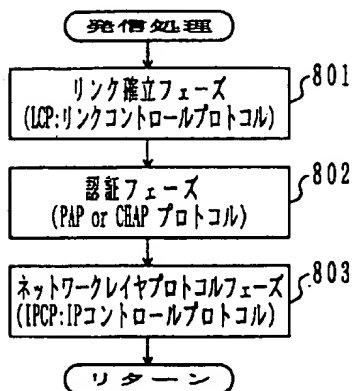 発信処理
リンク確立フェーズ
(LCP:リンクコントロールプロトコル)
801
認証フェーズ
(PAP or CHAP プロトコル)
802
ネットワークレイヤプロトコルフェーズ
(IPCP:IPコントロールプロトコル)
803
リターン